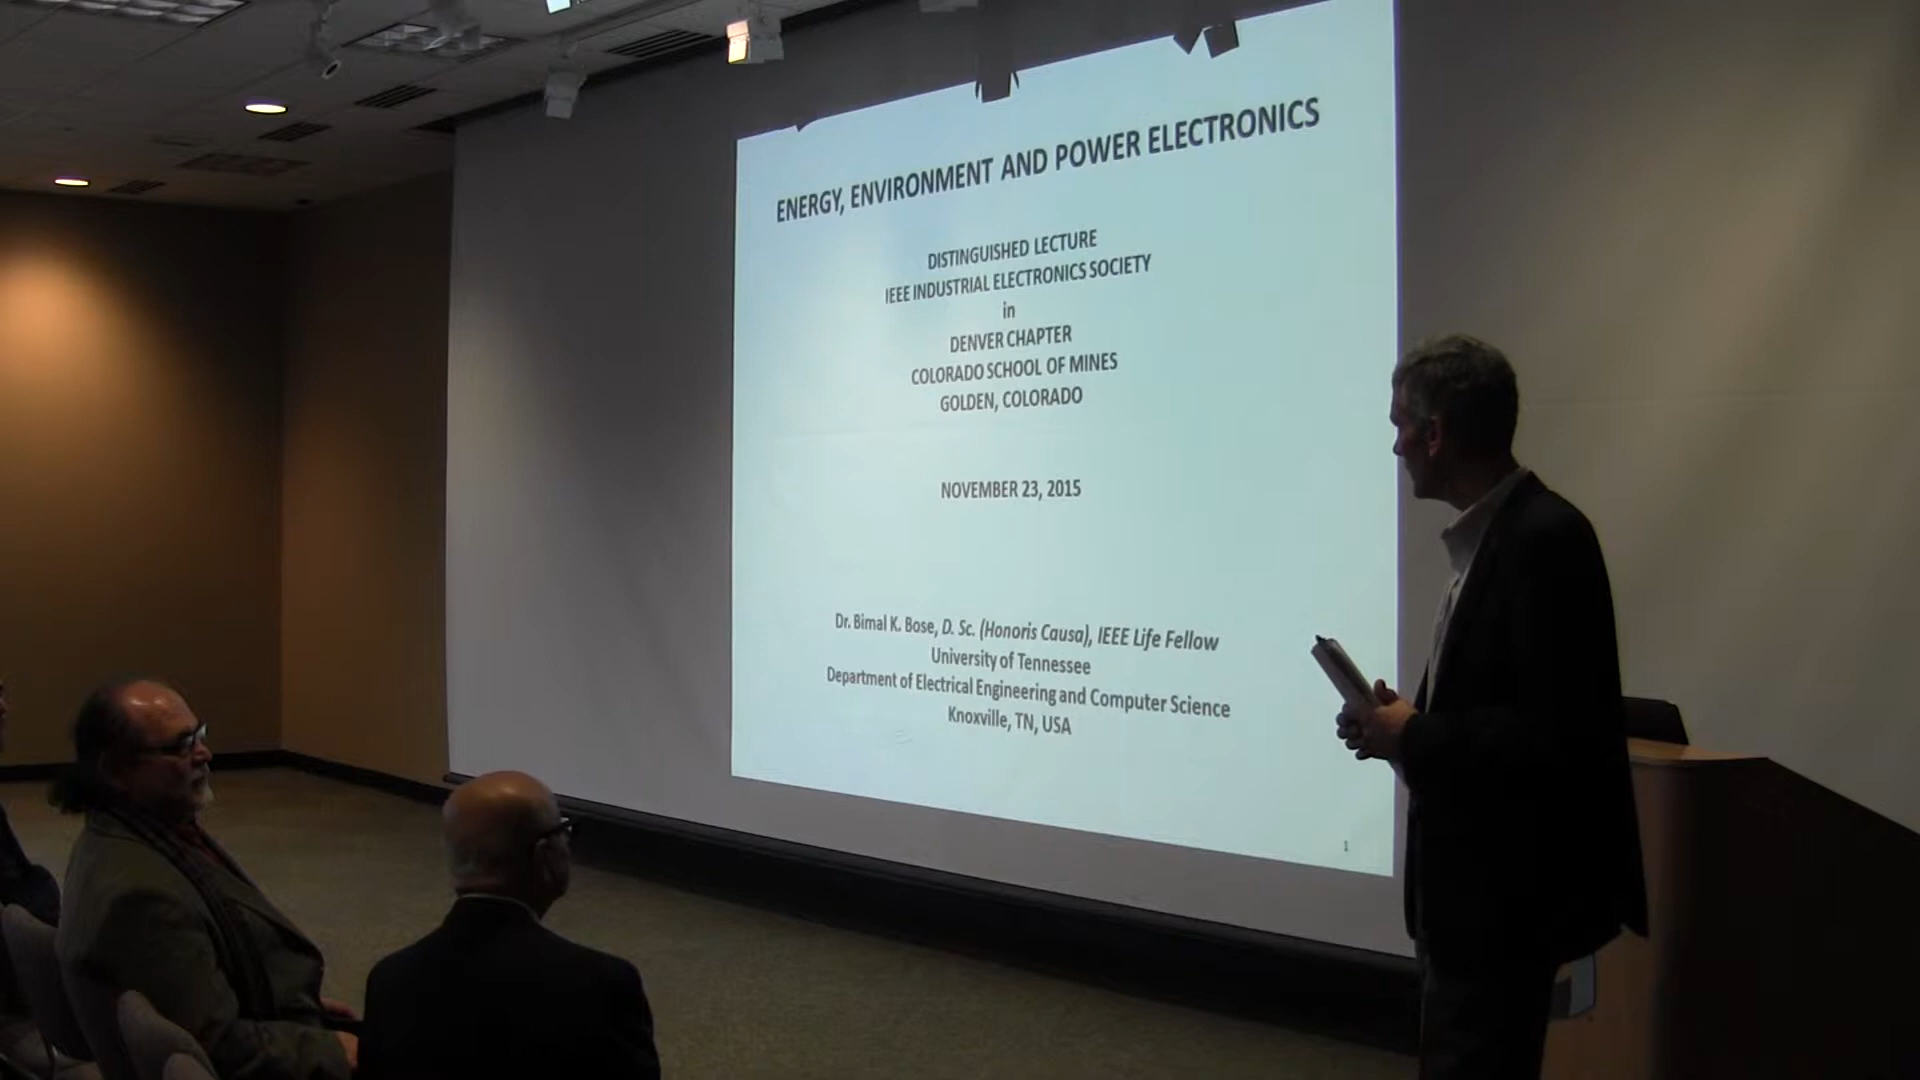 ENERGY, ENVIRONMENT AND POWER ELECTRONICS
DISTINGUISHED LECTURE
IEEE INDUSTRIAL ELECTRONICS SOCIETY
in
DENVER CHAPTER
COLORADO SCHOOL OF MINES
GOLDEN, COLORADO
NOVEMBER 23, 2015
Dr. Bimal K. Bose, D. Sc. (Honoris Causa), IEEE Life Fellow
University of Tennessee
Department of Electrical Engineering and Computer Science
Knoxville, TN, USA
1